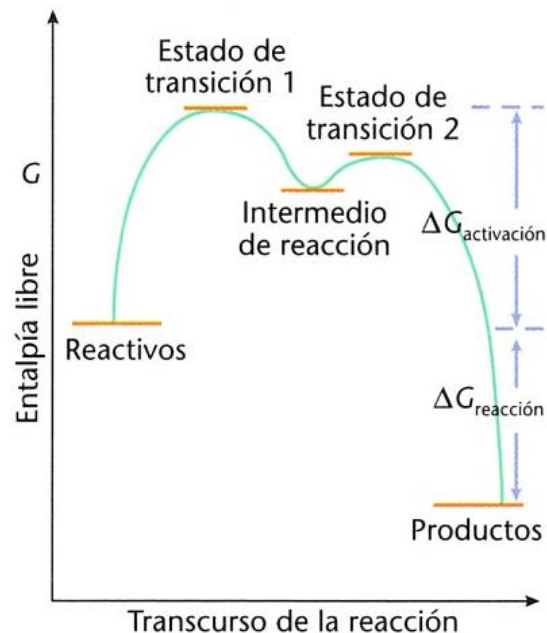 Estado de
transición 1
Estado de
transición 2
G
Entalpía libre
Intermedio
de reacción
ΔGactivación
Reactivos
ΔGreacción
Productos
Transcurso de la reacción